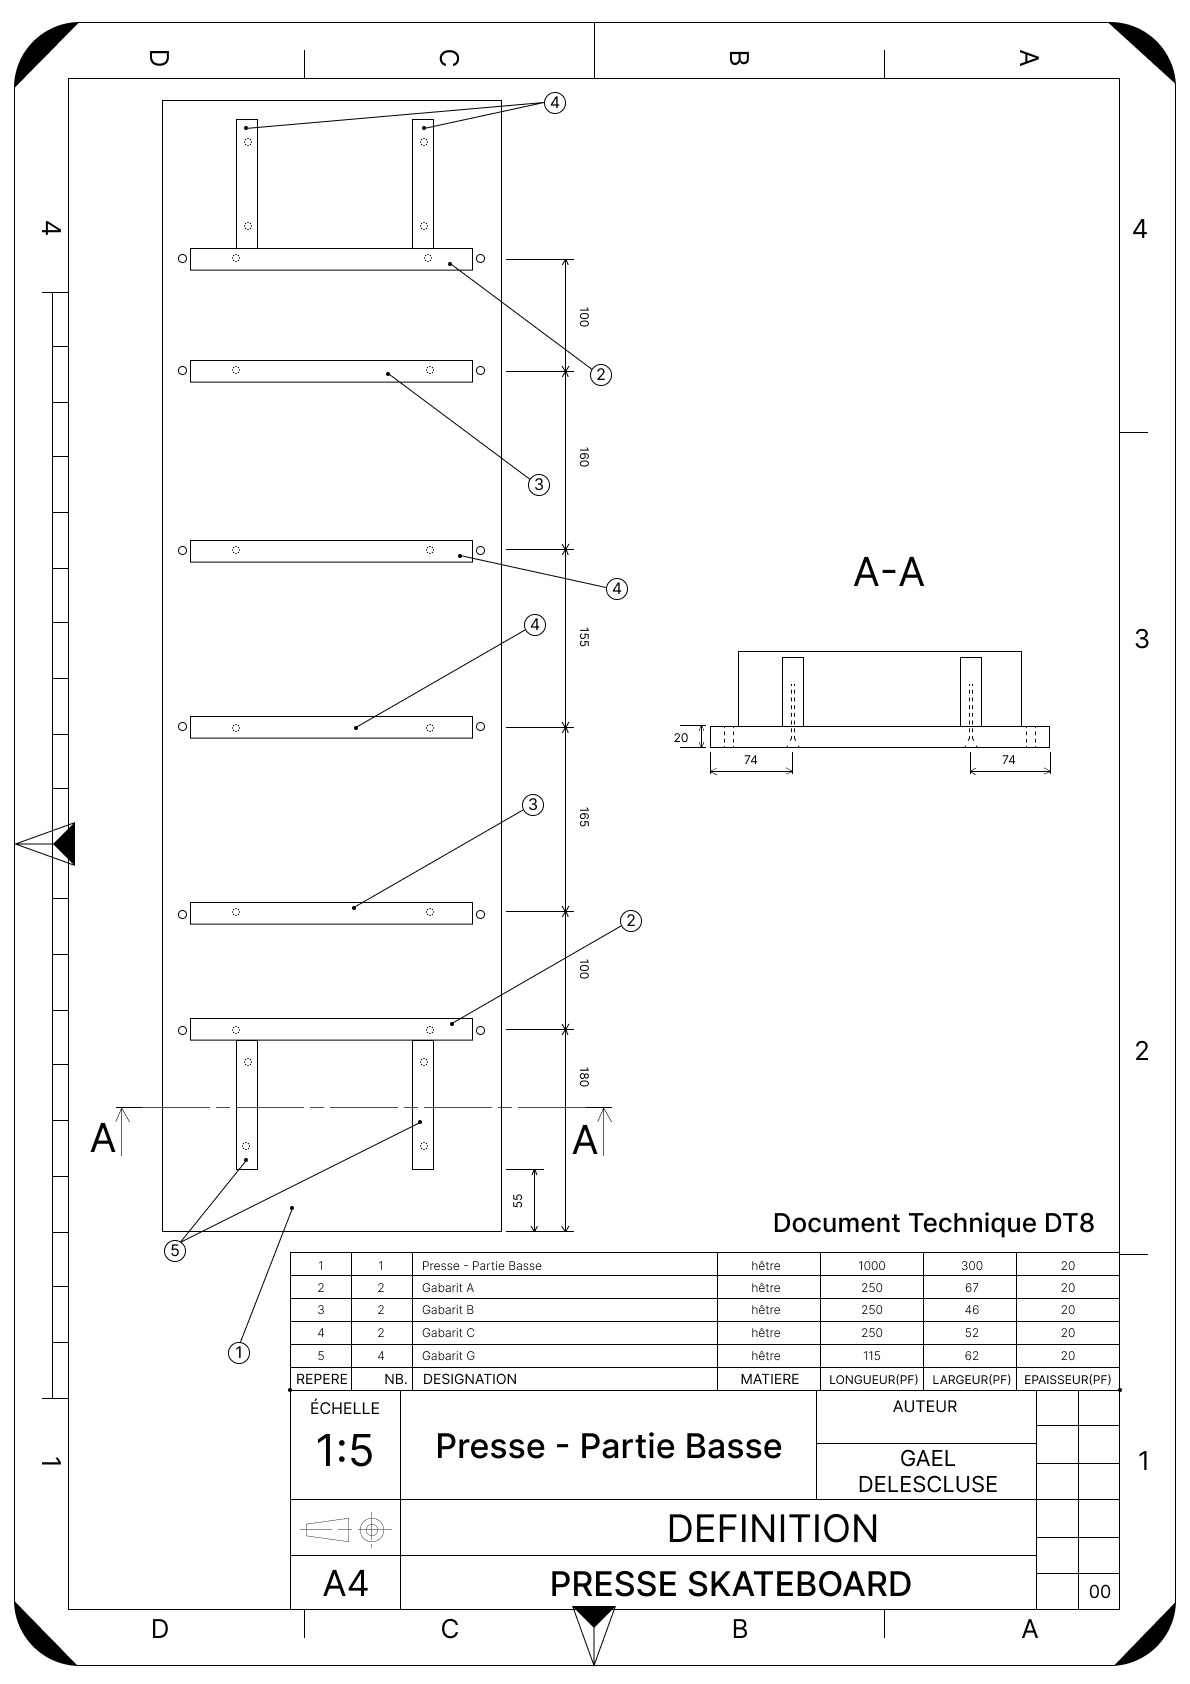 D C B A
4
4
4
100
2
160
3
4
A-A
4
155
3
20
74 74
3
165
2
100
2
180
A A
55
5
1
Document Technique DT8
1 1 Presse - Partie Basse hêtre 1000 300 20
2 2 Gabarit A hêtre 250 67 20
3 2 Gabarit B hêtre 250 46 20
4 2 Gabarit C hêtre 250 52 20
5 4 Gabarit G hêtre 115 62 20
REPERE NB. DESIGNATION MATIERE LONGUEUR(PF) LARGEUR(PF) EPAISSEUR(PF)
ÉCHELLE
1:5
Presse - Partie Basse
AUTEUR
GAEL
DELESCLUSE
1
1
DEFINITION
A4
PRESSE SKATEBOARD
00
D C B A